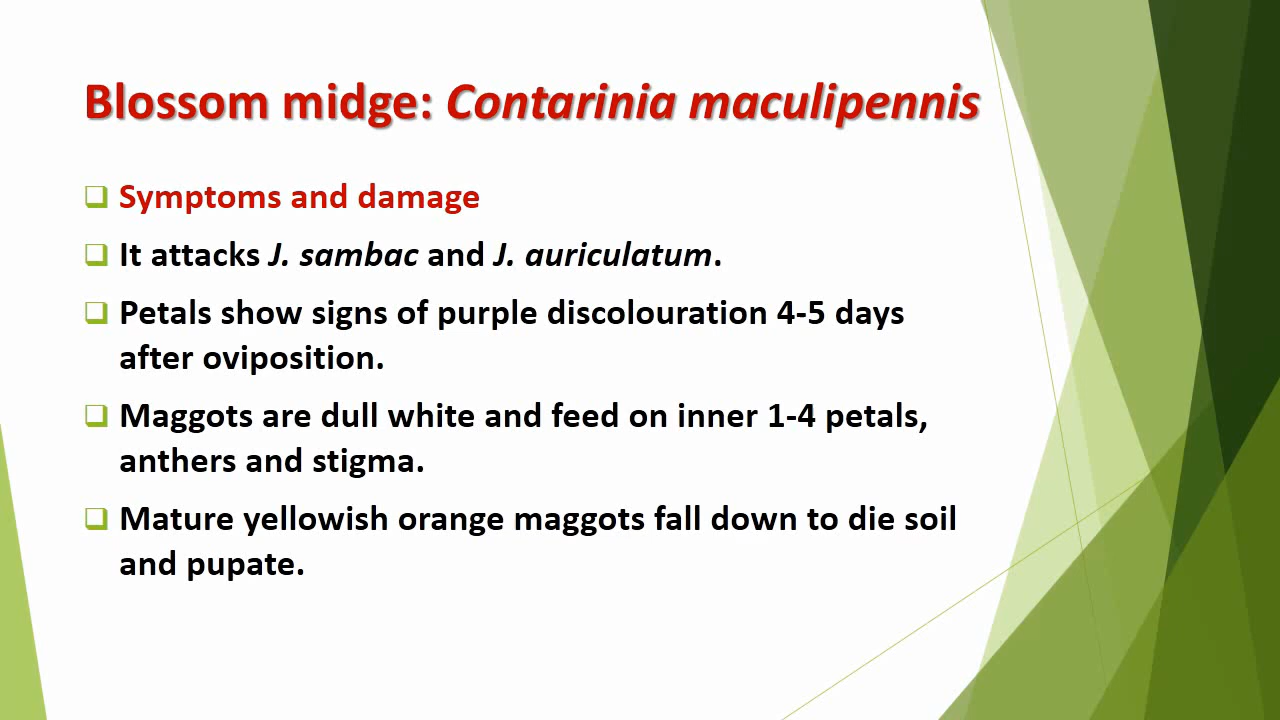 Blossom midge: Contarinia maculipennis
Symptoms and damage
It attacks J. sambac and J. auriculatum.
Petals show signs of purple discolouration 4-5 days
after oviposition.
Maggots are dull white and feed on inner 1-4 petals,
anthers and stigma.
Mature yellowish orange maggots fall down to die soil
and pupate.